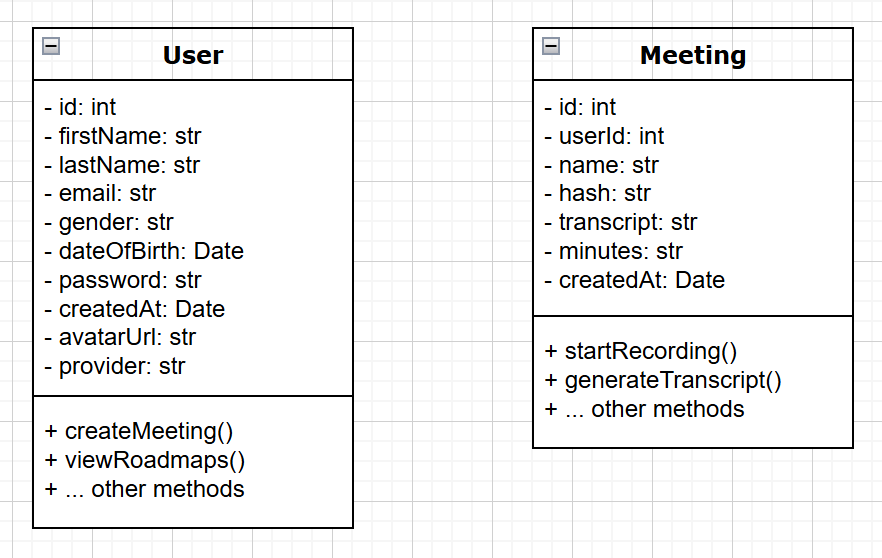 User
- id: int
- firstName: str
- lastName: str
- email: str
- gender: str
- dateOfBirth: Date
- password: str
- createdAt: Date
- avatarUrl: str
- provider: str
+ createMeeting()
+ viewRoadmaps()
+ ... other methods
Meeting
- id: int
- userId: int
- name: str
- hash: str
- transcript: str
- minutes: str
- createdAt: Date
+ startRecording()
+ generateTranscript()
+ ... other methods